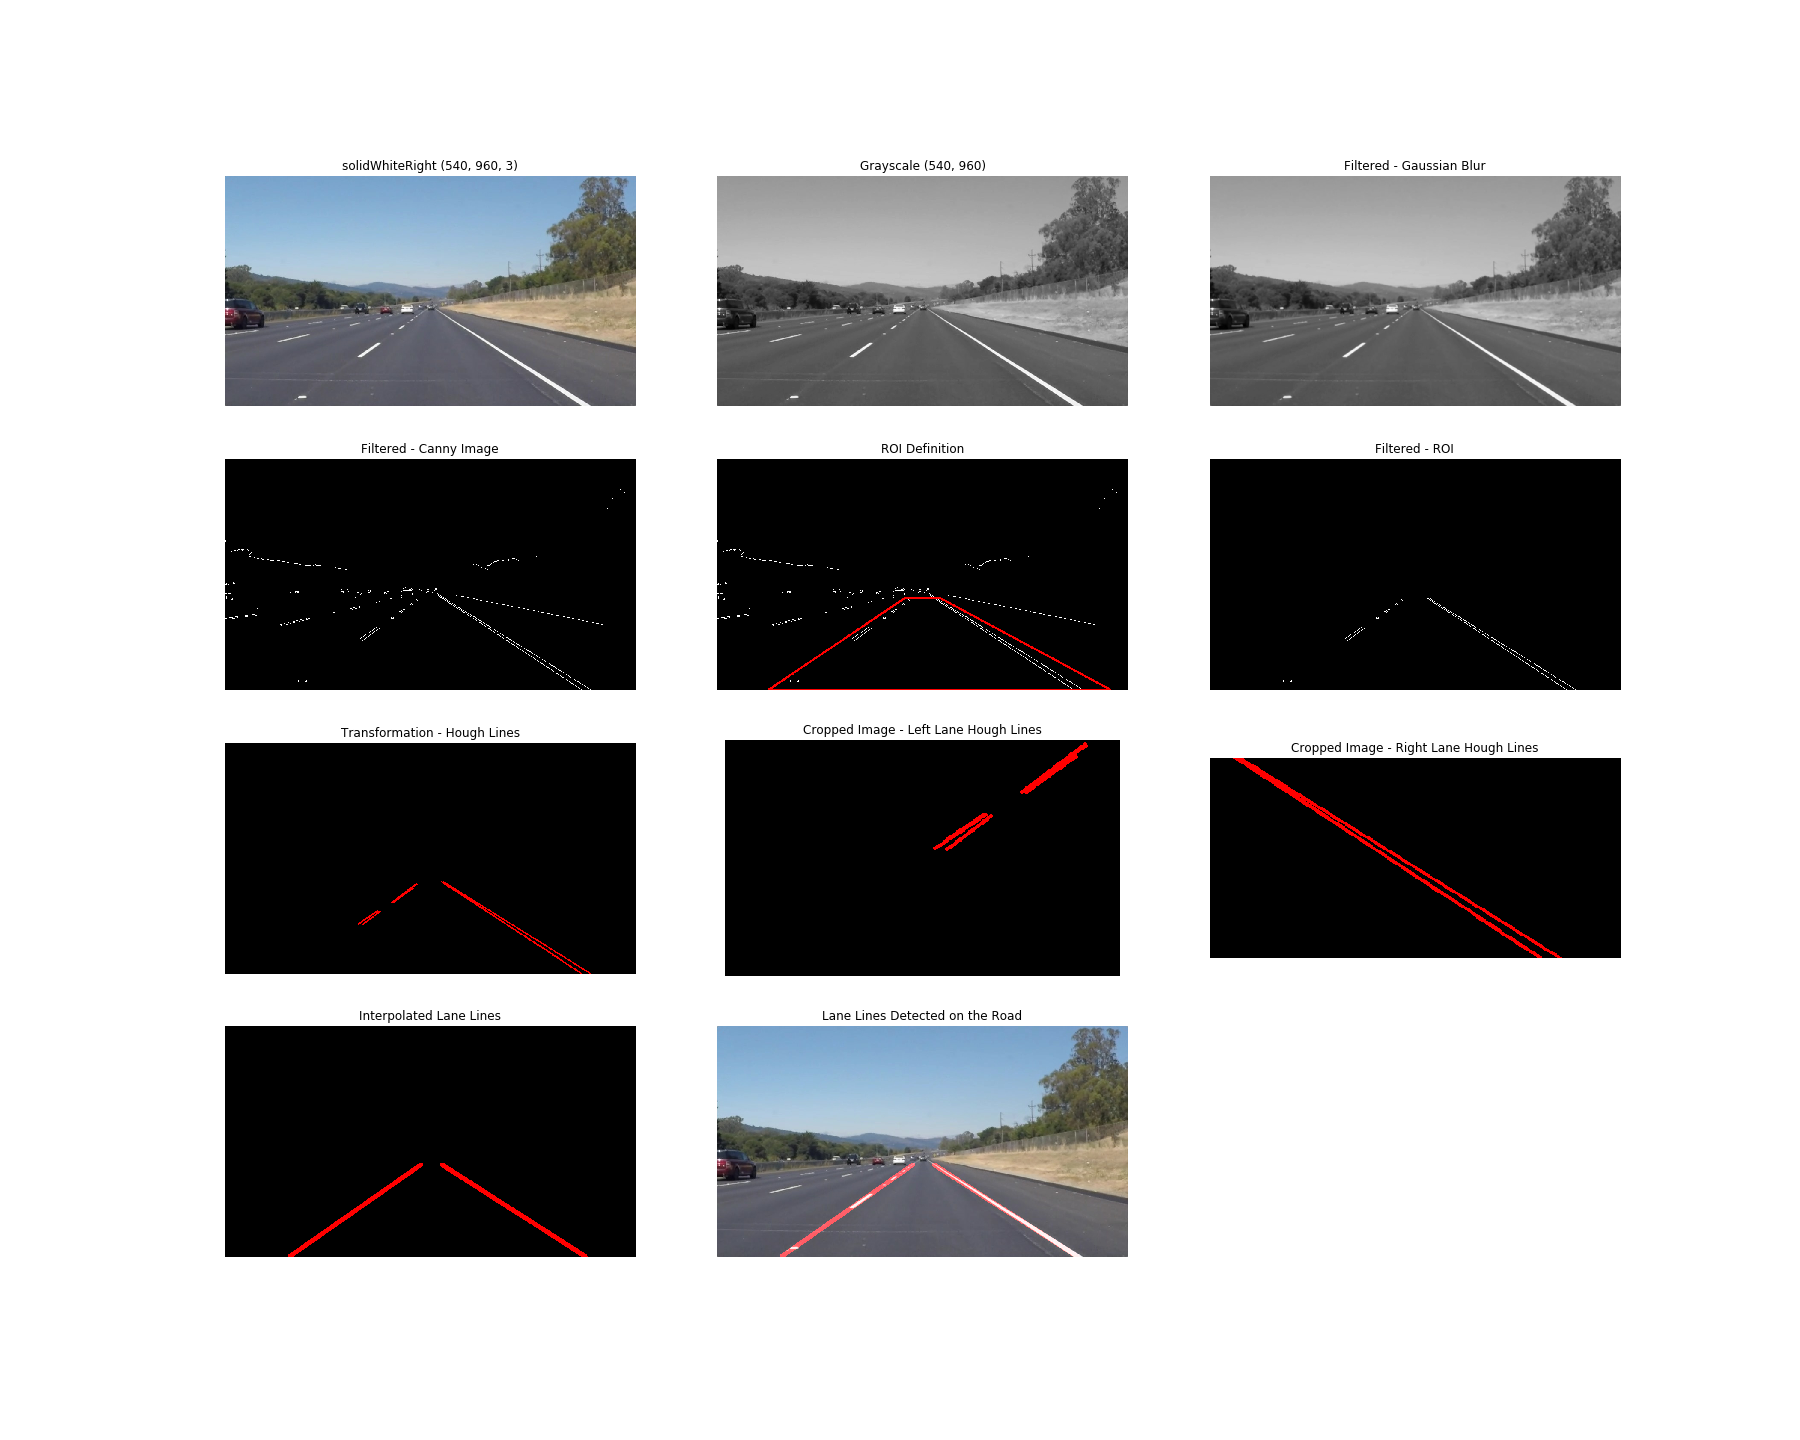 solidWhiteRight (540, 960, 3)
Grayscale (540, 960)
Filtered - Gaussian Blur
Filtered - Canny Image
ROI Definition
Filtered - ROI
Transformation - Hough Lines
Cropped Image - Left Lane Hough Lines
Cropped Image - Right Lane Hough Lines
Interpolated Lane Lines
Lane Lines Detected on the Road